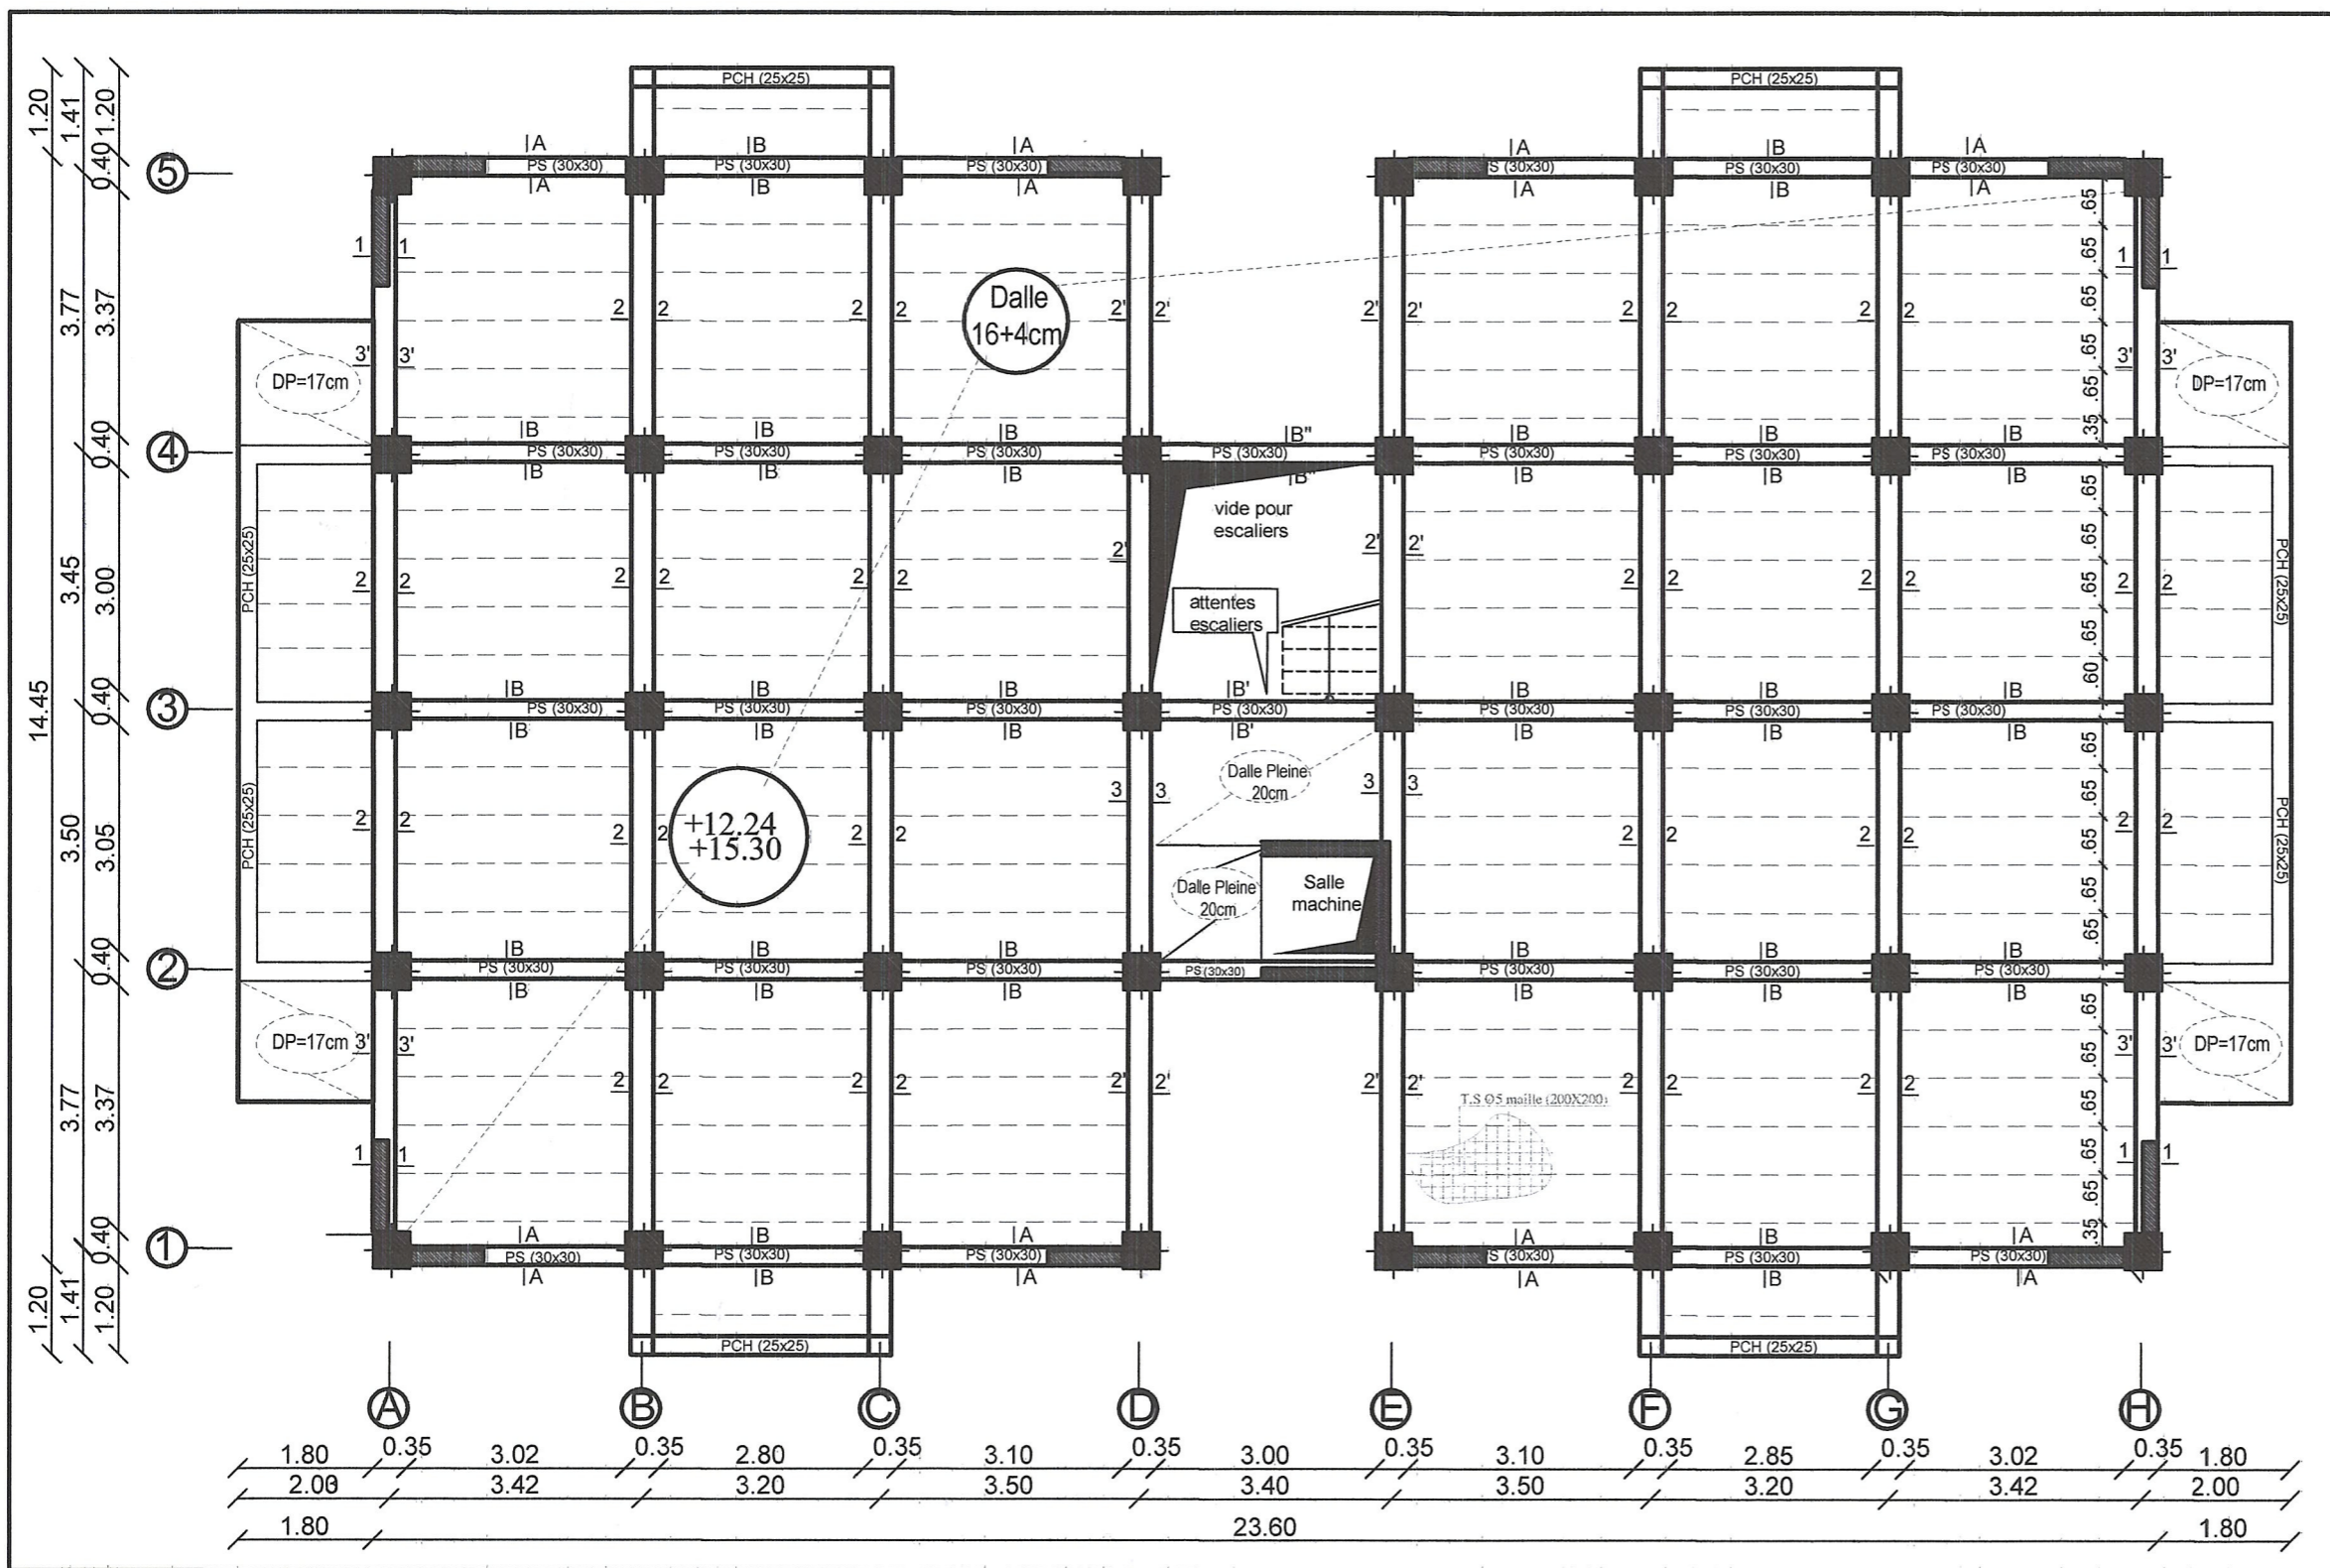 PCH (25x25) PCH (25x25)
1.20 1.41 1.20
A B A A B A
5 0.40 PS (30x30) PS (30x30) PS (30x30) S (30x30) PS (30x30) PS (30x30)
A B A A B A
.65
1 1 .65 1 1
Dalle
16+4cm
2 2 2 2 2' 2' 2' 2' 2 2 2 2 .65
3.77 3.37
3' 3' .65 3' 3'
DP=17cm DP=17cm
.65
.35
B B B B" B B B
4 0.40 PS (30x30) PS (30x30) PS (30x30) PS (30x30) PS (30x30) PS (30x30) PS (30x30)
B B B B" B B B
.65
vide pour
escaliers
PCH (25x25) 2' 2' 2' .65 PCH (25x25)
3.45 3.00
2 2 2 2 2 2 2 2 2 2 .65 2 2
attentes
escaliers
.65
.60
B B B B' B B B
3 0.40 PS (30x30) PS (30x30) PS (30x30) PS (30x30) PS (30x30) PS (30x30) PS (30x30)
14.45
B B B B' B B B
.65
Dalle Pleine
20cm
3 3 3 3 .65
+12.24
+15.30
PCH (25x25) 2 2 2 2 2 2 2 2 2 2 .65 2 2 PCH (25x25)
3.50 3.05
Dalle Pleine
20cm
Salle
machine
.65
.65
B B B B B B
2 0.40 PS (30x30) PS (30x30) PS (30x30) PS (30x30) PS (30x30) PS (30x30) PS (30x30)
B B B B B B
.65
DP=17cm 3' 3' .65 3' 3' DP=17cm
2 2 2 2 2' 2' 2' 2' 2 2 2 2 .65
3.77 3.37
T.S Ø5 maille (200X200)
1 1 .65 1 1
.65
.35
A B A A B A
1 0.40 PS (30x30) PS (30x30) PS (30x30) S (30x30) PS (30x30) PS (30x30)
A B A A B A
1.20 1.41 1.20
PCH (25x25) PCH (25x25)
A B C D E F G H
1.80 0.35 3.02 0.35 2.80 0.35 3.10 0.35 3.00 0.35 3.10 0.35 2.85 0.35 3.02 0.35 1.80
2.00 3.42 3.20 3.50 3.40 3.50 3.20 3.42 2.00
1.80 23.60 1.80